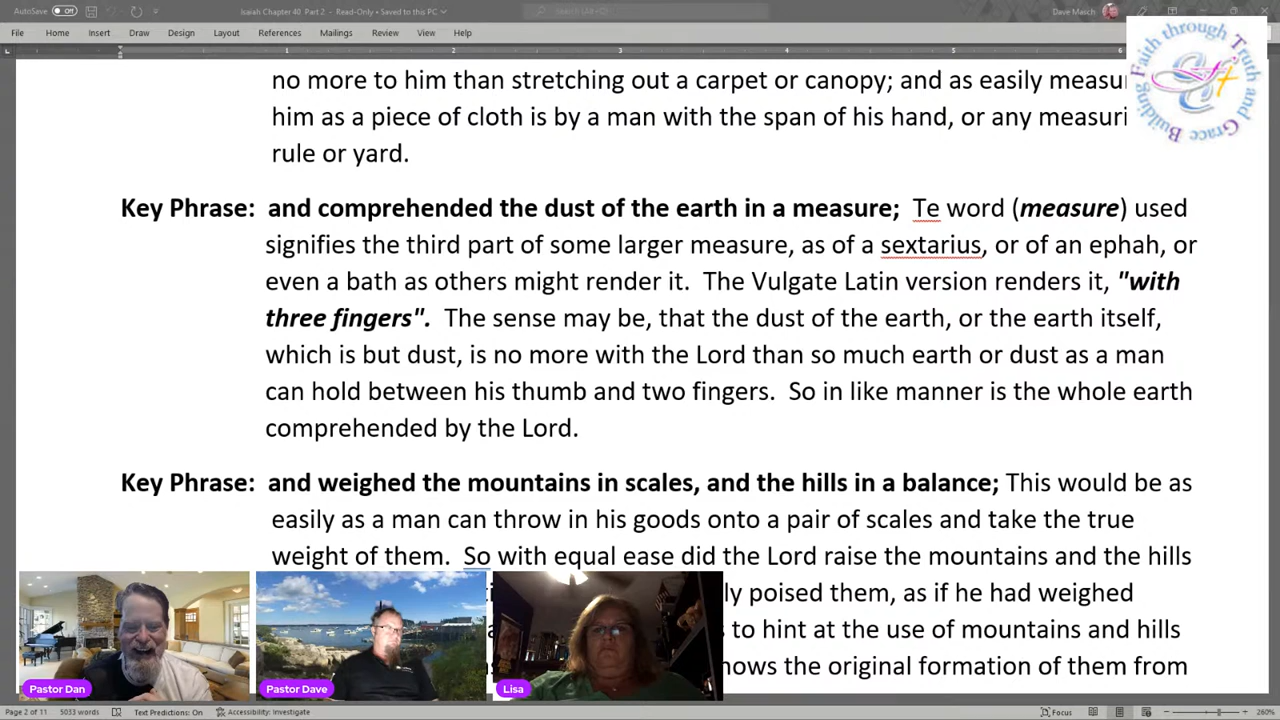 AutoSave Off Isaiah Chapter 40 Part 2 - Read-Only • Saved to this PC Dave Masch
File Home Insert Draw Design Layout References Mailings Review View Help
1 2 3 4 5 6
no more to him than stretching out a carpet or canopy; and as easily
him as a piece of cloth is by a man with the span of his hand, or any
rule or yard.
Key Phrase: and comprehended the dust of the earth in a measure; Te word (measure) used
signifies the third part of some larger measure, as of a sextarius, or of an ephah, or
even a bath as others might render it. The Vulgate Latin version renders it, "with
three fingers". The sense may be, that the dust of the earth, or the earth itself,
which is but dust, is no more with the Lord than so much earth or dust as a man
can hold between his thumb and two fingers. So in like manner is the whole earth
comprehended by the Lord.
Key Phrase: and weighed the mountains in scales, and the hills in a balance; This would be as
easily as a man can throw in his goods onto a pair of scales and take the true
weight of them. So with equal ease did the Lord raise the mountains and the hills
poised them, as if he had weighed
to hint at the use of mountains and hills
the original formation of them from
Building Faith through Truth and Grace
Pastor Dan
Pastor Dave
Lisa
Page 2 of 11 5033 words Text Predictions: On Accessibility: Investigate Focus 260%